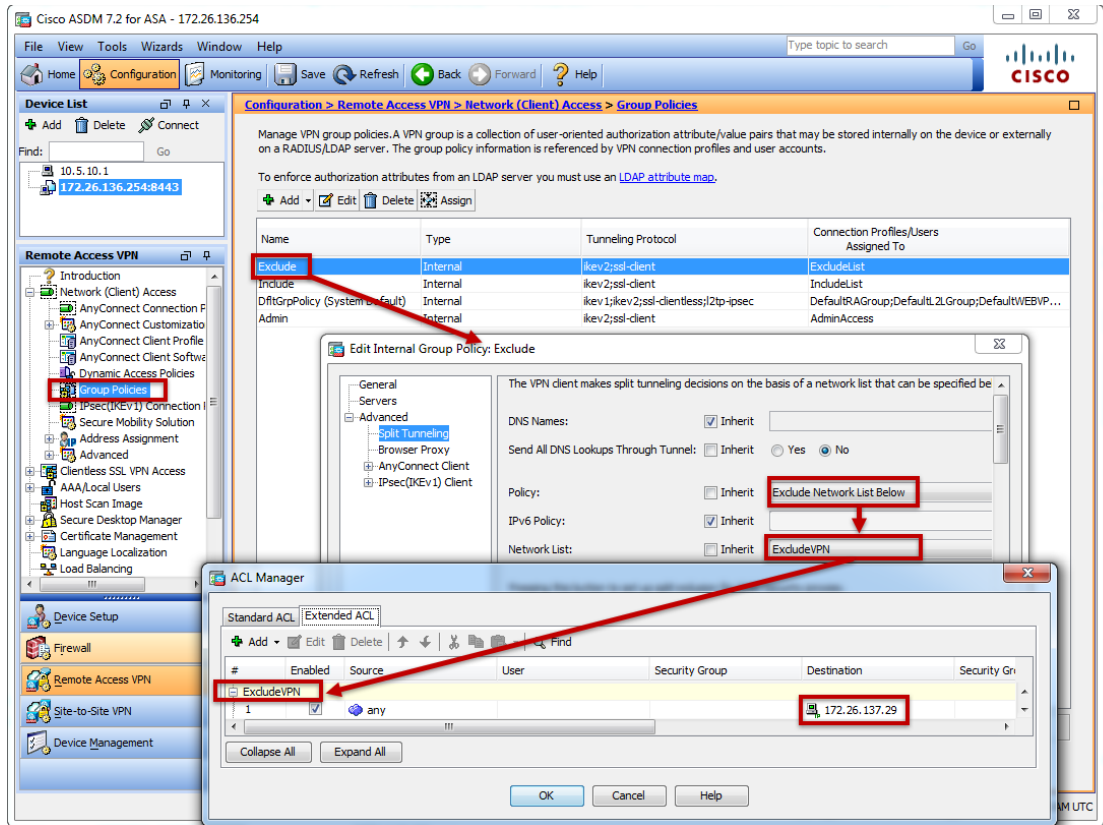 Cisco ASDM 7.2 for ASA - 172.26.136.254
File View Tools Wizards Window Help
Type topic to search Go
Home Configuration Monitoring Save Refresh Back Forward Help
CISCO
Device List
Add Delete Connect
Find: Go
10.5.10.1
172.26.136.254:8443
Remote Access VPN
Introduction
Network (Client) Access
AnyConnect Connection P
AnyConnect Customizatio
AnyConnect Client Profile
AnyConnect Client Softwa
Dynamic Access Policies
Group Policies
IPsec(IKEv1) Connection
Secure Mobility Solution
Address Assignment
Advanced
Clientless SSL VPN Access
AAA/Local Users
Host Scan Image
Secure Desktop Manager
Certificate Management
Language Localization
Load Balancing
Device Setup
Firewall
Remote Access VPN
Site-to-Site VPN
Device Management
Configuration > Remote Access VPN > Network (Client) Access > Group Policies
Manage VPN group policies.A VPN group is a collection of user-oriented authorization attribute/value pairs that may be stored internally on the device or externally
on a RADIUS/LDAP server. The group policy information is referenced by VPN connection profiles and user accounts.
To enforce authorization attributes from an LDAP server you must use an LDAP attribute map.
Add Edit Delete Assign
Name Type Tunneling Protocol Connection Profiles/Users
Assigned To
Exclude Internal ikev2;ssl-client ExcludeList
Include Internal ikev2;ssl-client IncludeList
DfltGrpPolicy (System Default) Internal ikev1;ikev2;ssl-clientless;l2tp-ipsec DefaultRAGroup;DefaultL2LGroup;DefaultWEBVP...
Admin Internal ikev2;ssl-client AdminAccess
Edit Internal Group Policy: Exclude
General
Servers
Advanced
Split Tunneling
Browser Proxy
AnyConnect Client
IPsec(IKEv1) Client
The VPN client makes split tunneling decisions on the basis of a network list that can be specified be
DNS Names: Inherit
Send All DNS Lookups Through Tunnel: Inherit Yes No
Policy: Inherit Exclude Network List Below
IPv6 Policy: Inherit
Network List: Inherit ExcludeVPN
ACL Manager
Standard ACL Extended ACL
Add Edit Delete Find
# Enabled Source User Security Group Destination Security Gr
ExcludeVPN
1 any 172.26.137.29
Collapse All Expand All
OK Cancel Help
AM UTC